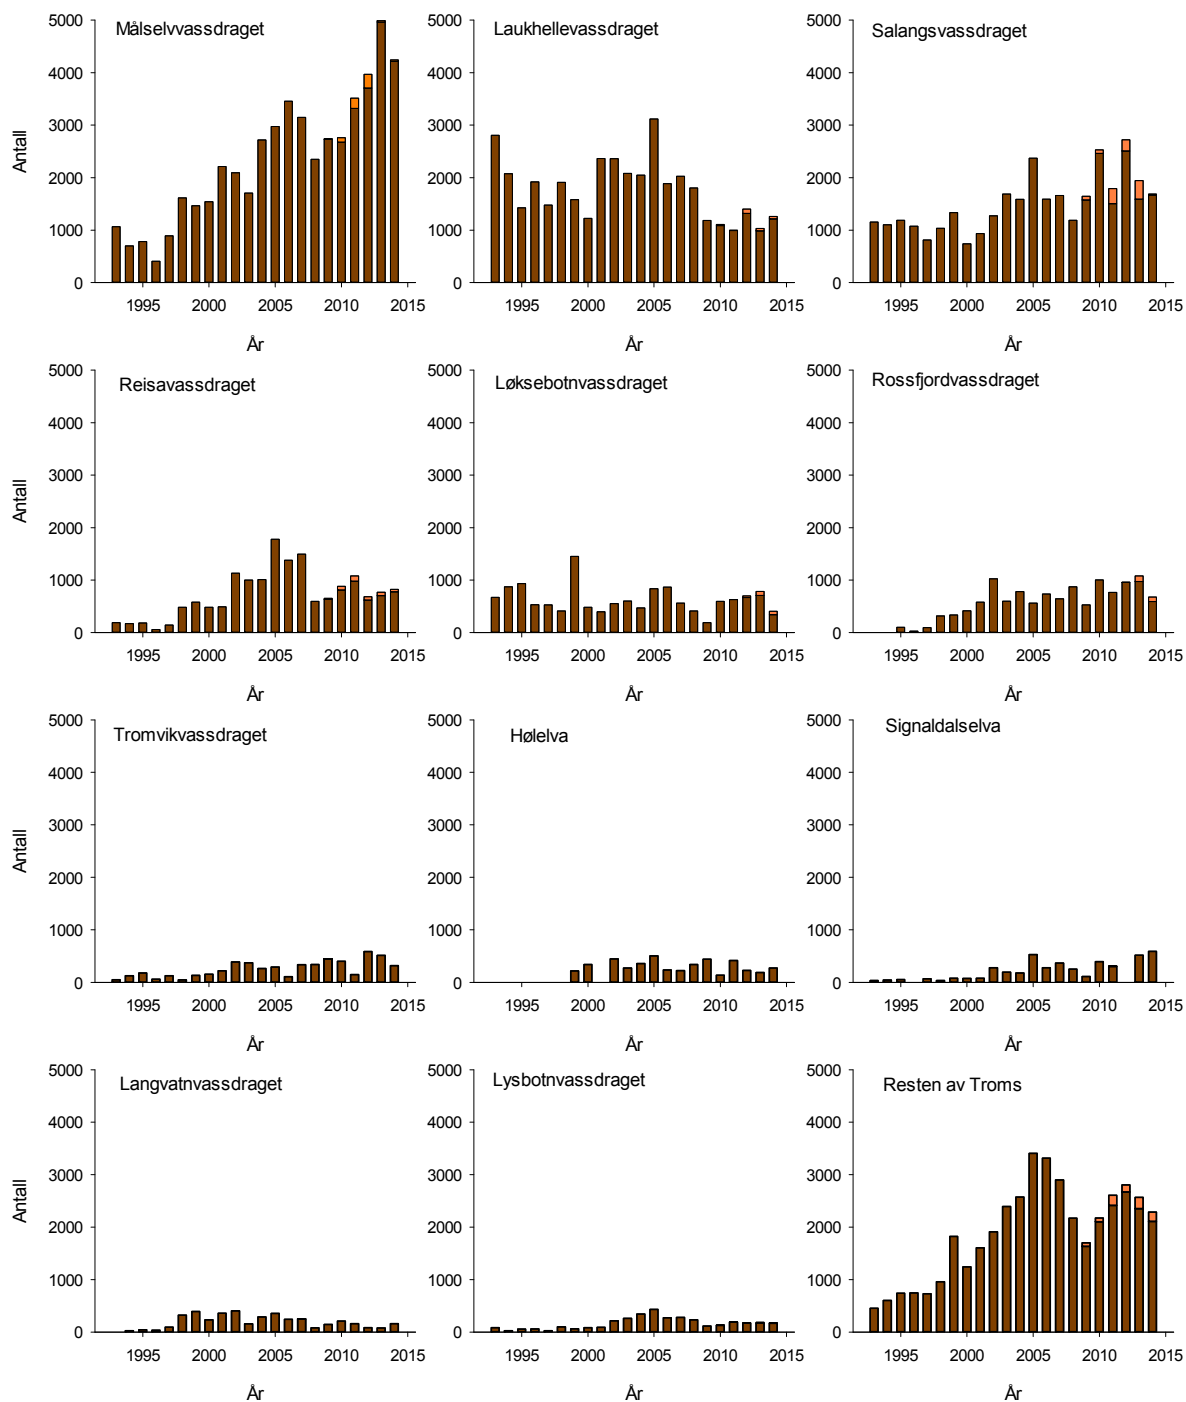 Målselvvassdraget
Laukhellevassdraget
Salangsvassdraget
Antall
5000
4000
3000
2000
1000
0
1995 2000 2005 2010 2015
År
5000
4000
3000
2000
1000
0
1995 2000 2005 2010 2015
År
5000
4000
3000
2000
1000
0
1995 2000 2005 2010 2015
År
Reisavassdraget
Løksebotnvassdraget
Rossfjordvassdraget
Antall
5000
4000
3000
2000
1000
0
1995 2000 2005 2010 2015
År
5000
4000
3000
2000
1000
0
1995 2000 2005 2010 2015
År
5000
4000
3000
2000
1000
0
1995 2000 2005 2010 2015
År
Tromvikvassdraget
Hølelva
Signaldalselva
Antall
5000
4000
3000
2000
1000
0
1995 2000 2005 2010 2015
År
5000
4000
3000
2000
1000
0
1995 2000 2005 2010 2015
År
5000
4000
3000
2000
1000
0
1995 2000 2005 2010 2015
År
Langvatnvassdraget
Lysbotnvassdraget
Resten av Troms
Antall
5000
4000
3000
2000
1000
0
1995 2000 2005 2010 2015
År
5000
4000
3000
2000
1000
0
1995 2000 2005 2010 2015
År
5000
4000
3000
2000
1000
0
1995 2000 2005 2010 2015
År